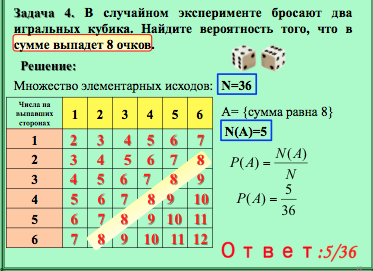 Задача 4. В случайном эксперименте бросают два
игральных кубика. Найдите вероятность того, что в
сумме выпадет 8 очков.
Решение:
Множество элементарных исходов: N=36
Числа на выпавших сторонах 1 2 3 4 5 6
1 2 3 4 5 6 7
2 3 4 5 6 7 8
3 4 5 6 7 8 9
4 5 6 7 8 9 10
5 6 7 8 9 10 11
6 7 8 9 10 11 12
A= {сумма равна 8}
N(A)=5
P(A) = N(A)/N
P(A) = 5/36
Ответ:5/36